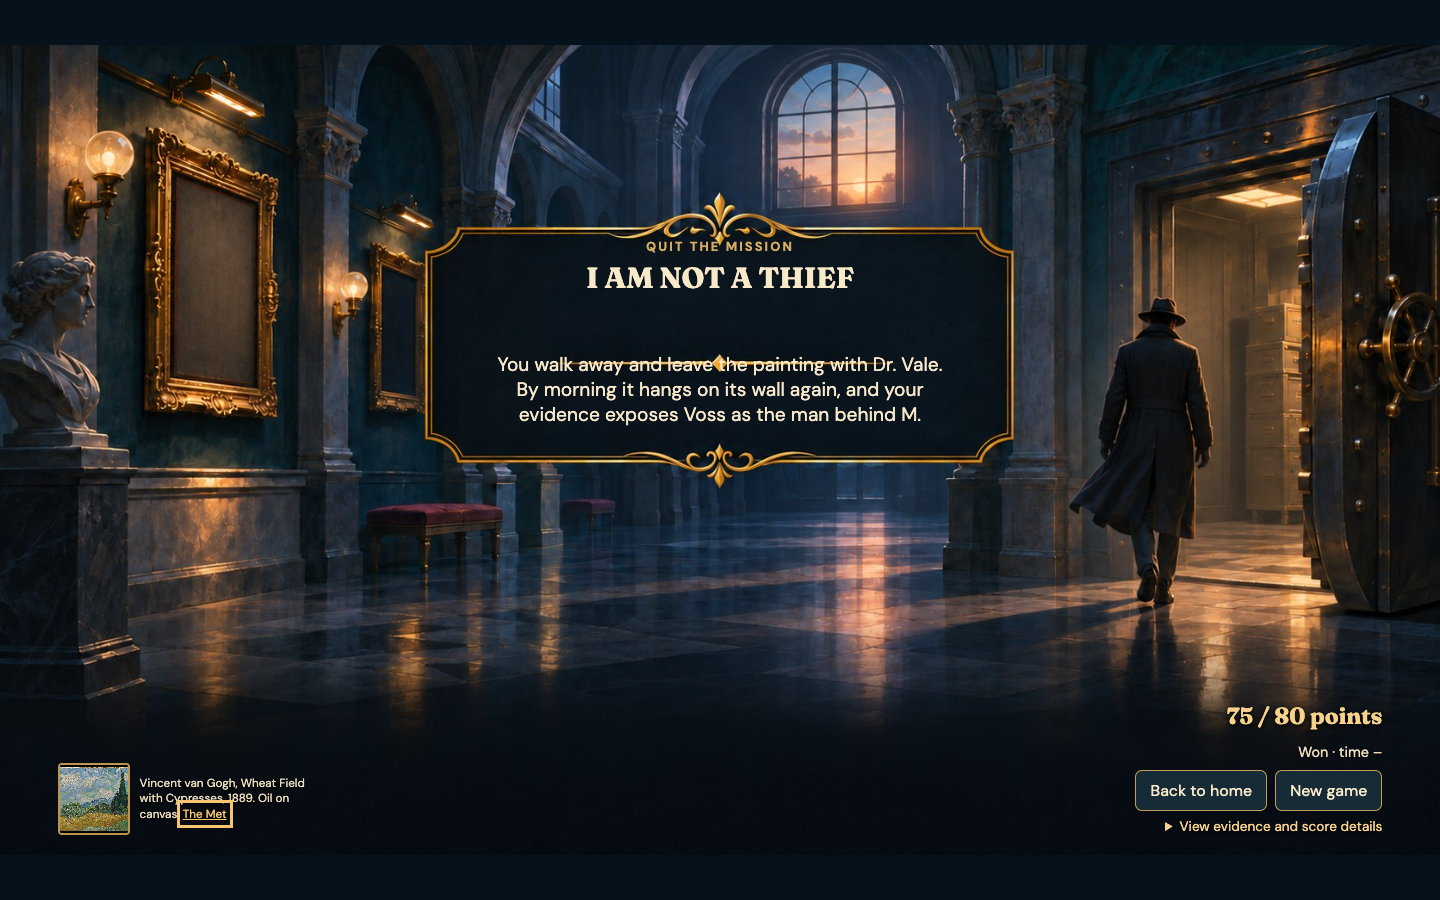 QUIT THE MISSION
I AM NOT A THIEF
You walk away and leave the painting with Dr. Vale.
By morning it hangs on its wall again, and your
evidence exposes Voss as the man behind M.
75 / 80 points
Won · time –
Back to home
New game
▶ View evidence and score details
Vincent van Gogh, Wheat Field
with Cypresses, 1889. Oil on
canvas The Met